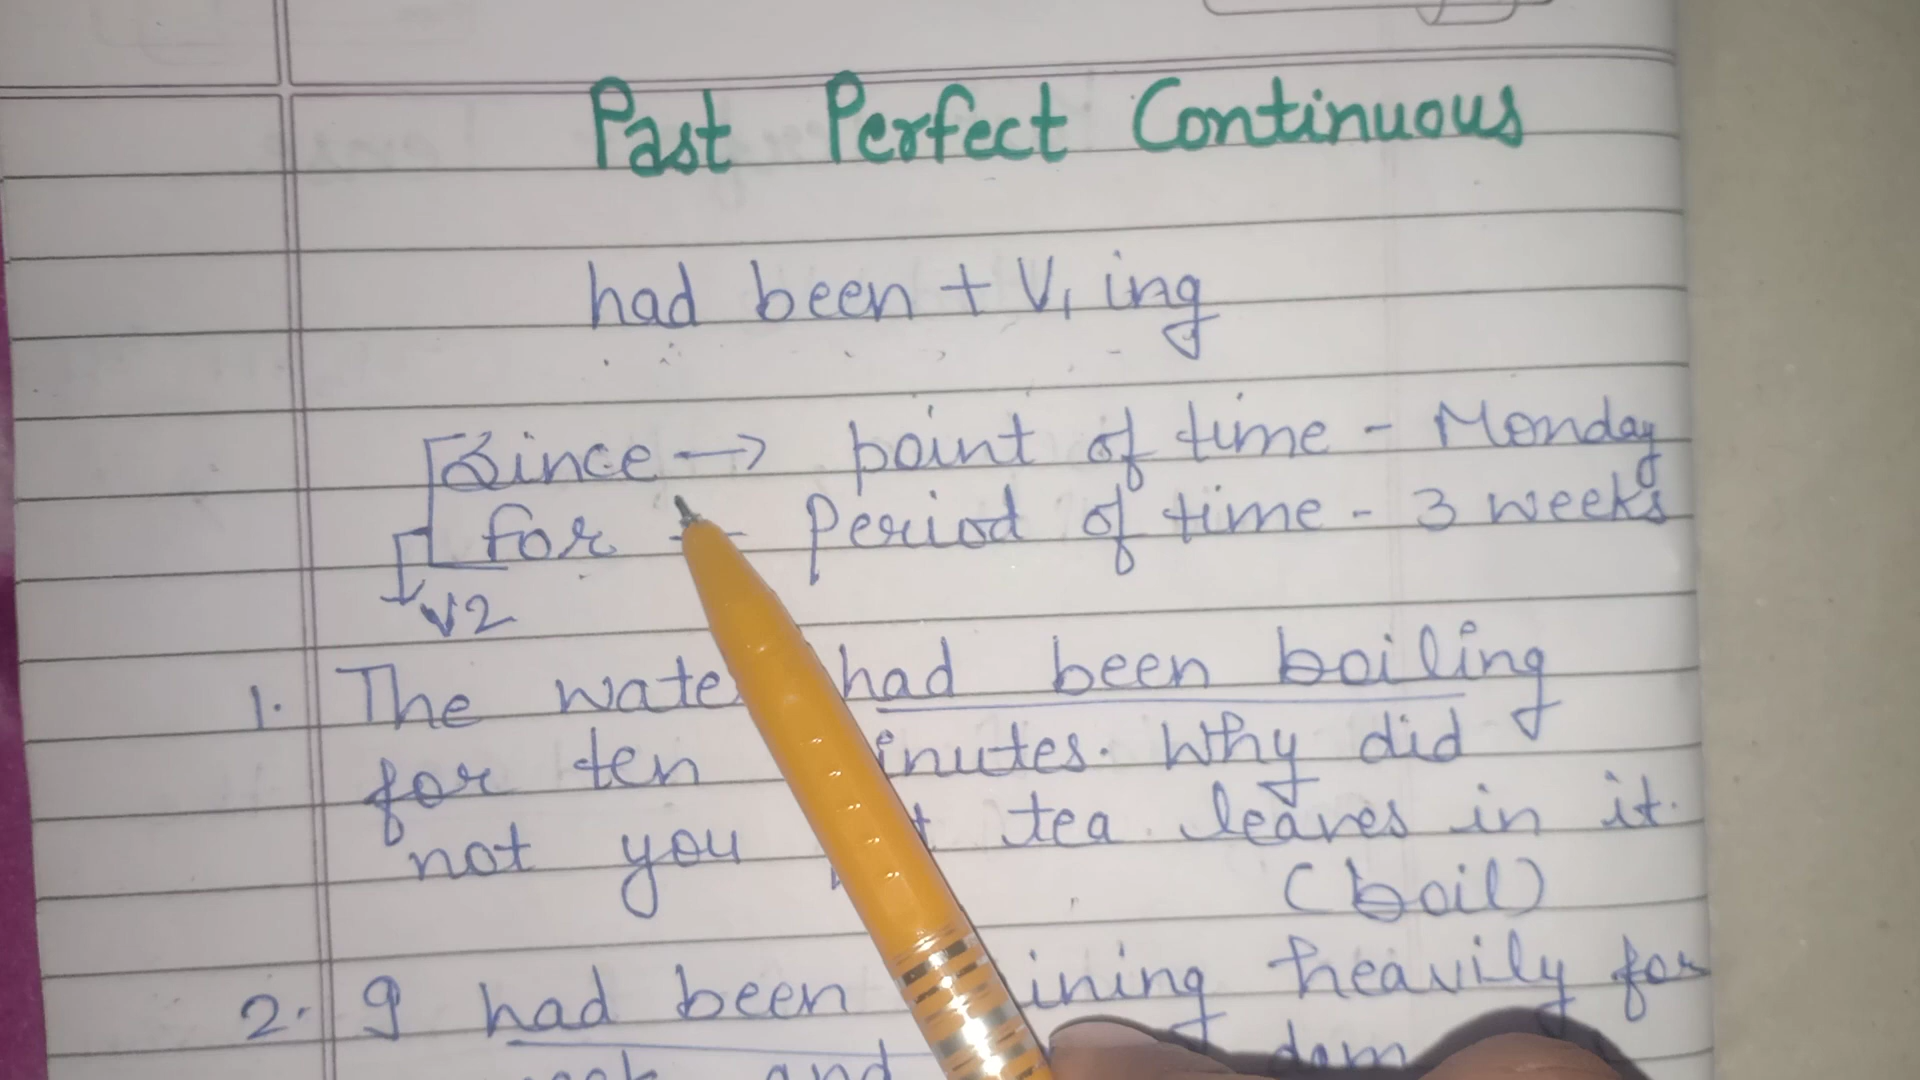 Past Perfect Continuous
had been + V1 ing
Since → point of time - Monday
for - Period of time - 3 weeks
V2
1. The water had been boiling
for ten inutes. Why did
not you tea leaves in it.
(boil)
2. I had been ining heavily for
and dam